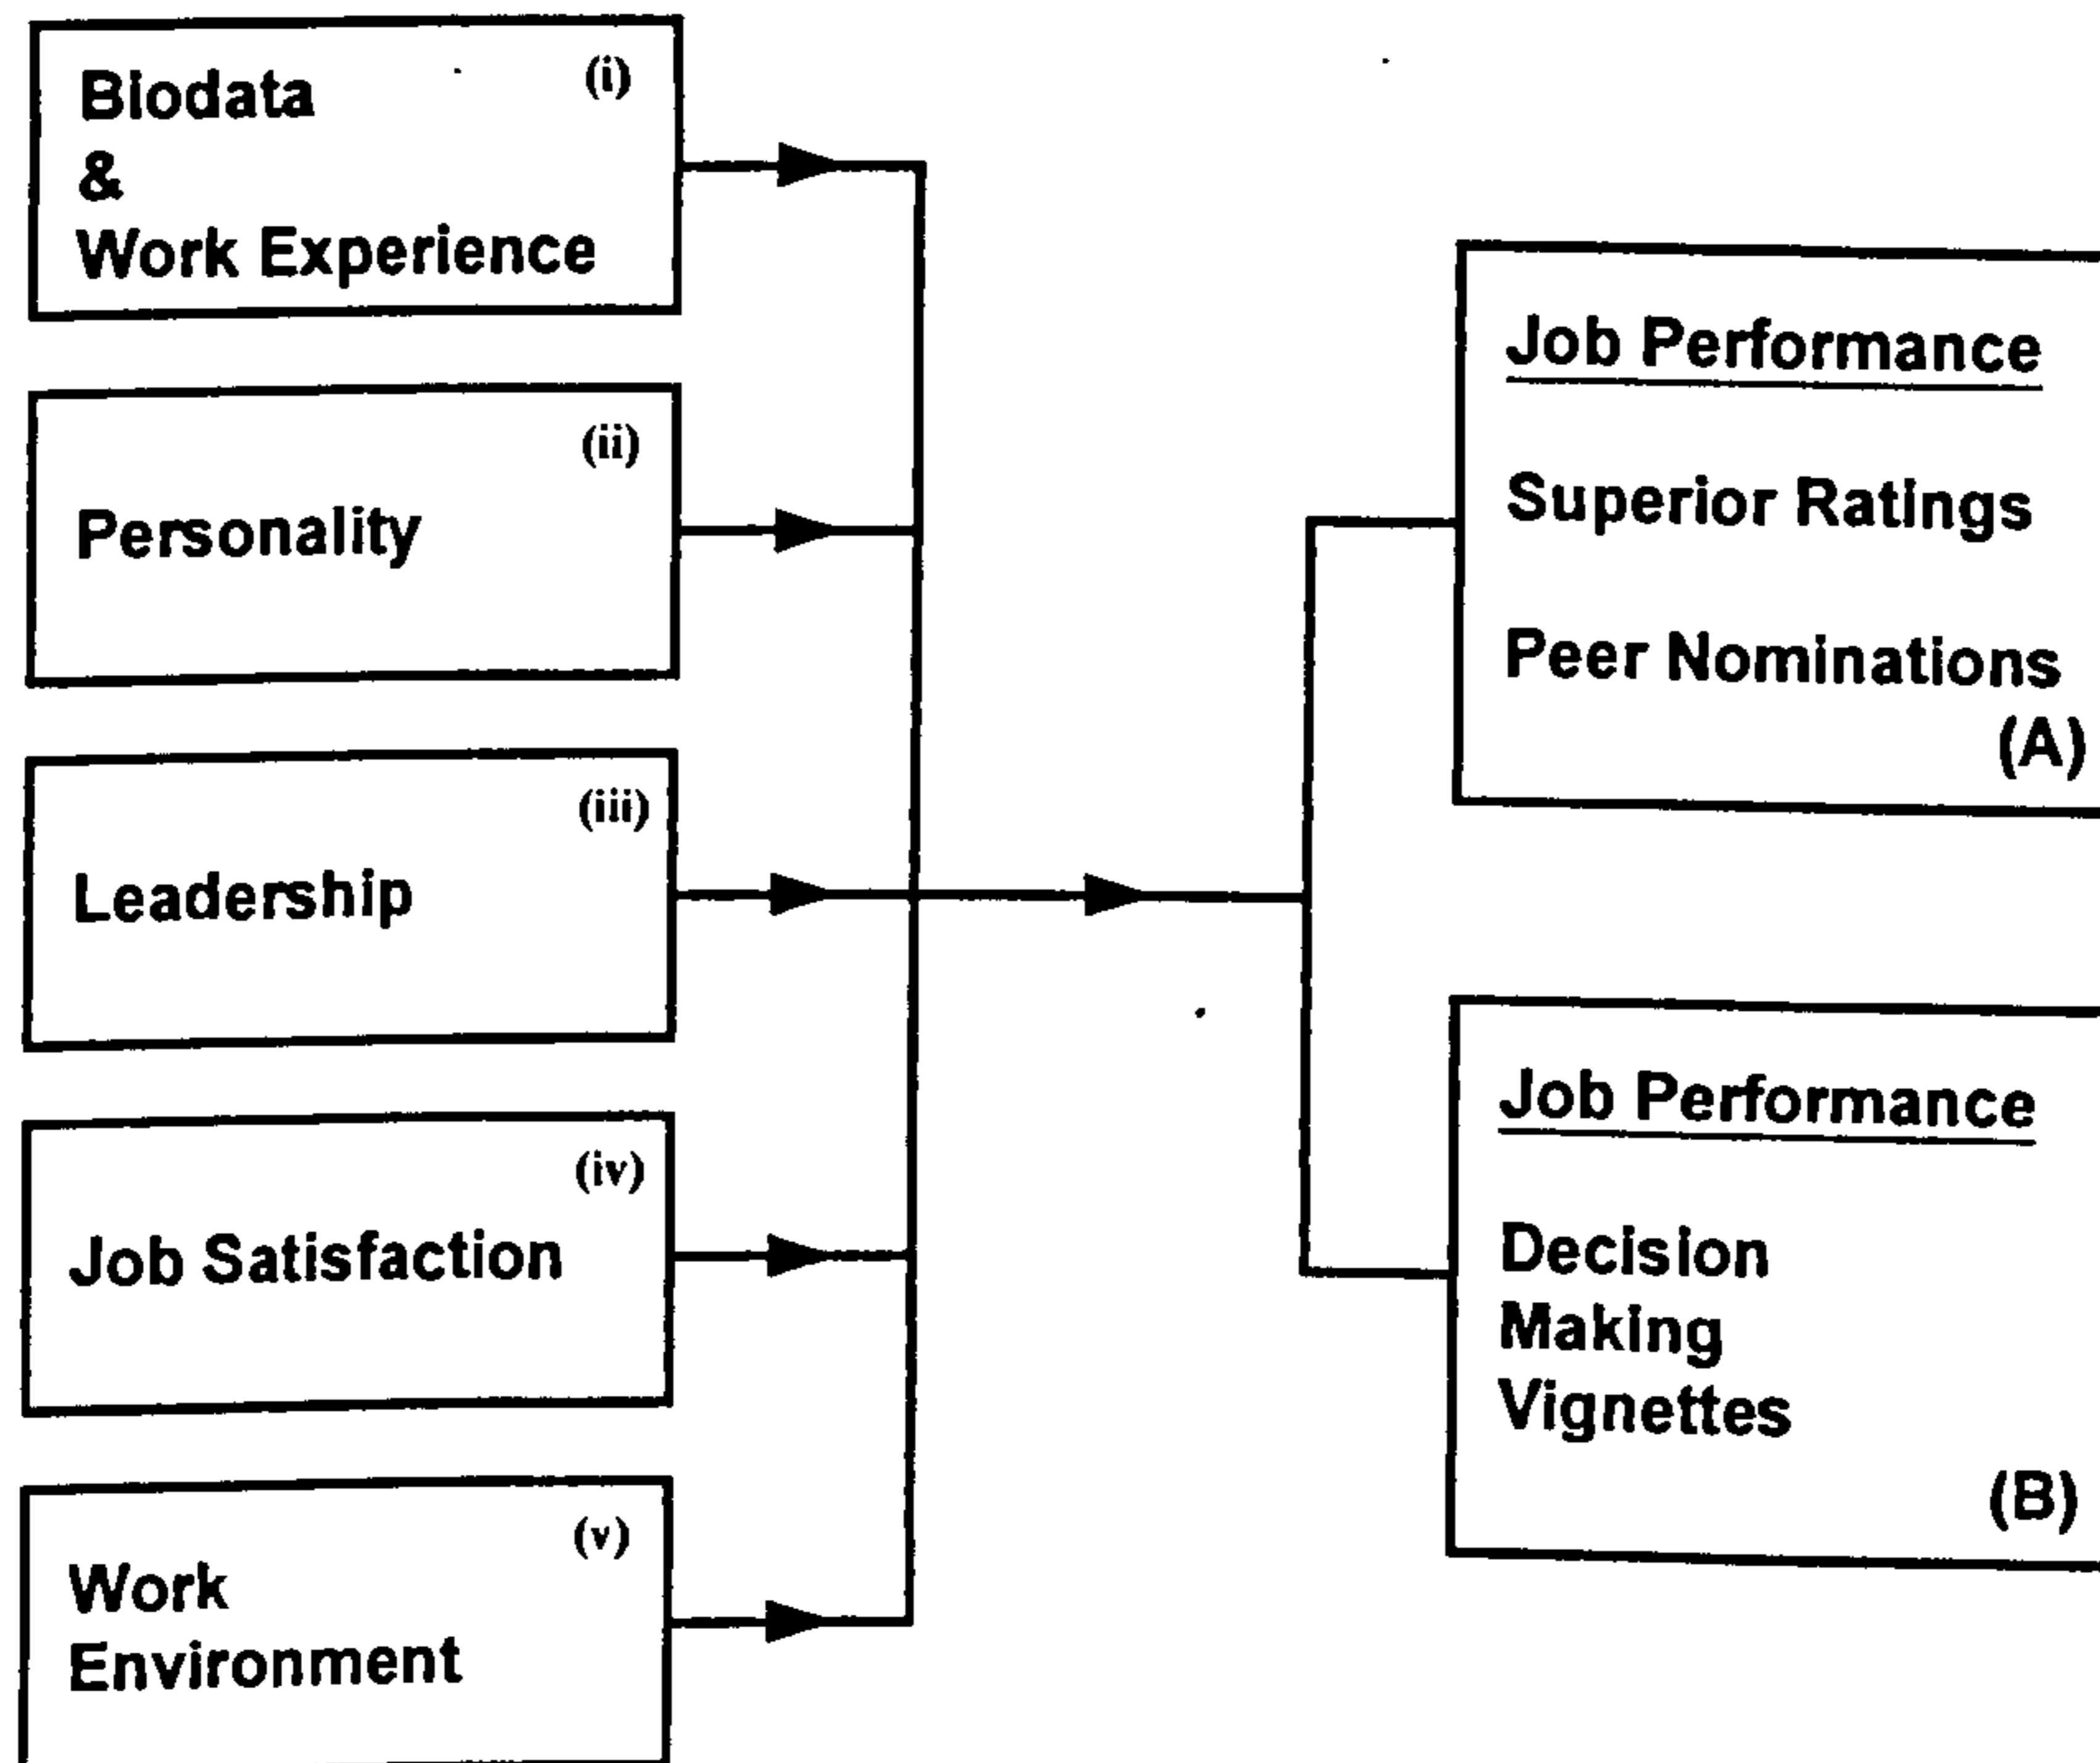 (i)
Biodata
&
Work Experience
(ii)
Personality
(iii)
Leadership
(iv)
Job Satisfaction
(v)
Work
Environment
Job Performance
Superior Ratings
Peer Nominations
(A)
Job Performance
Decision
Making
Vignettes
(B)